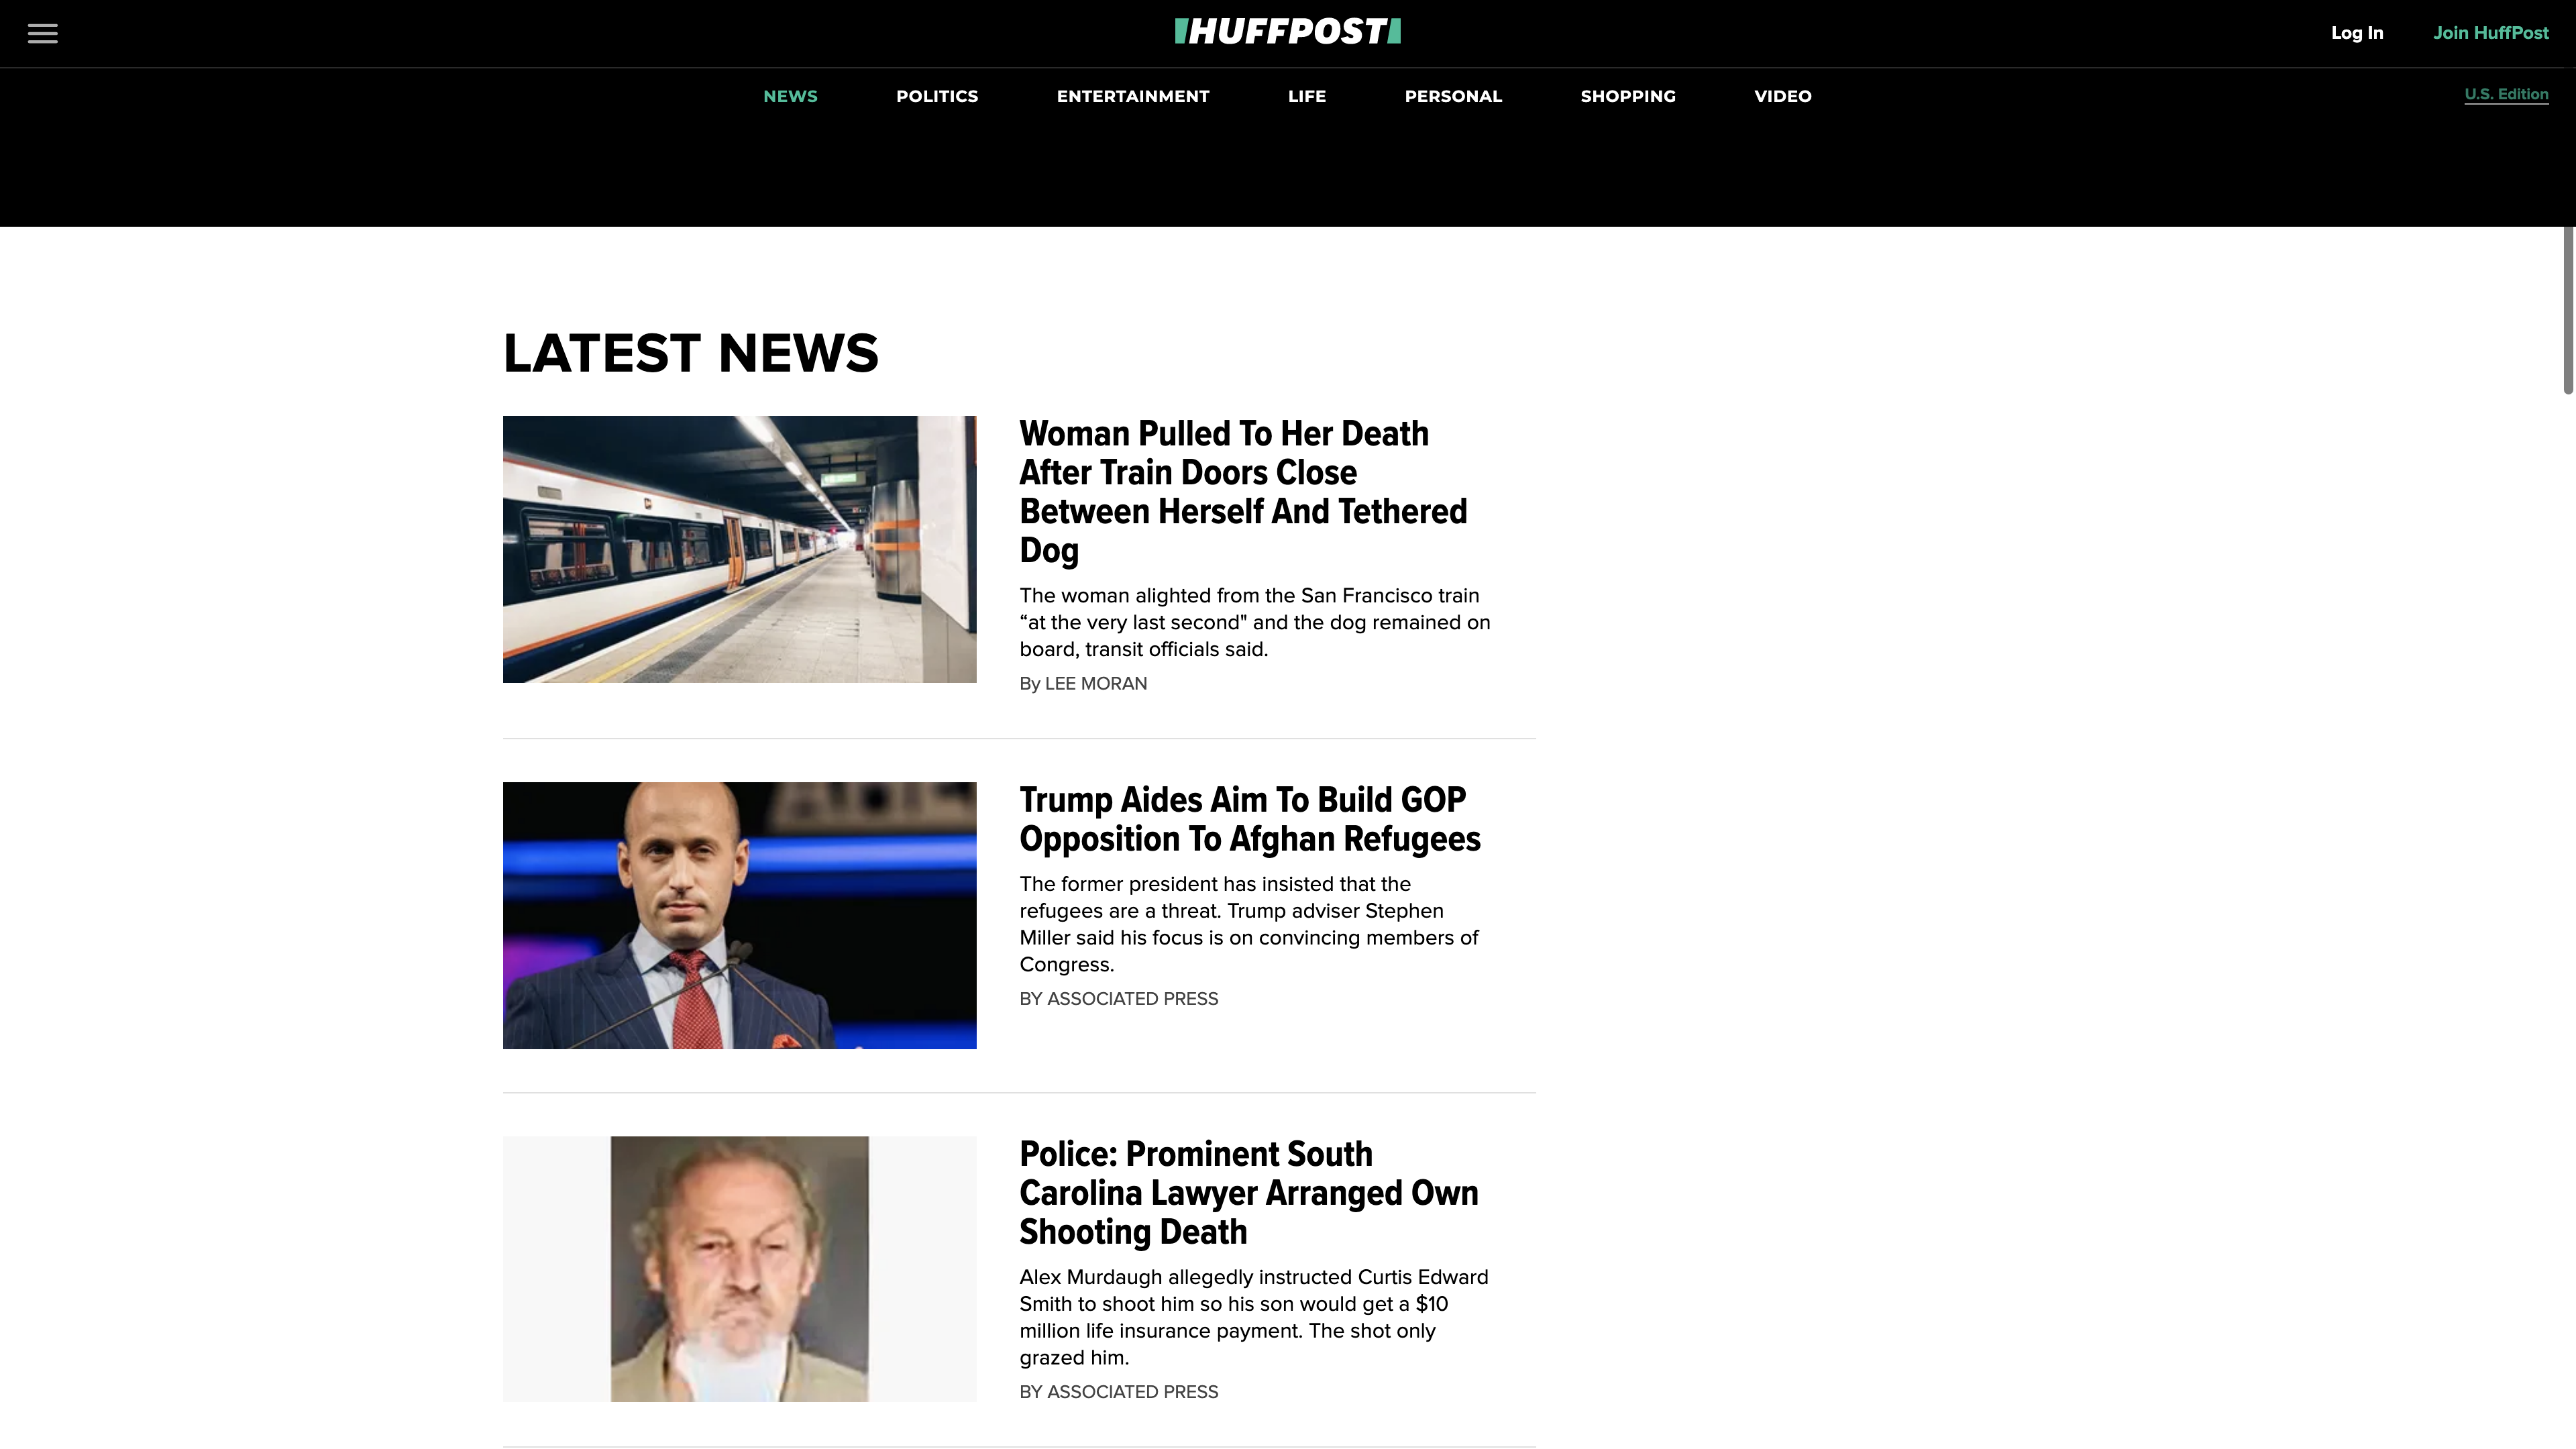 HUFFPOST
Log In
Join HuffPost
NEWS
POLITICS
ENTERTAINMENT
LIFE
PERSONAL
SHOPPING
VIDEO
U.S. Edition
LATEST NEWS
Woman Pulled To Her Death
After Train Doors Close
Between Herself And Tethered
Dog
The woman alighted from the San Francisco train
“at the very last second" and the dog remained on
board, transit officials said.
By LEE MORAN
Trump Aides Aim To Build GOP
Opposition To Afghan Refugees
The former president has insisted that the
refugees are a threat. Trump adviser Stephen
Miller said his focus is on convincing members of
Congress.
BY ASSOCIATED PRESS
Police: Prominent South
Carolina Lawyer Arranged Own
Shooting Death
Alex Murdaugh allegedly instructed Curtis Edward
Smith to shoot him so his son would get a $10
million life insurance payment. The shot only
grazed him.
BY ASSOCIATED PRESS